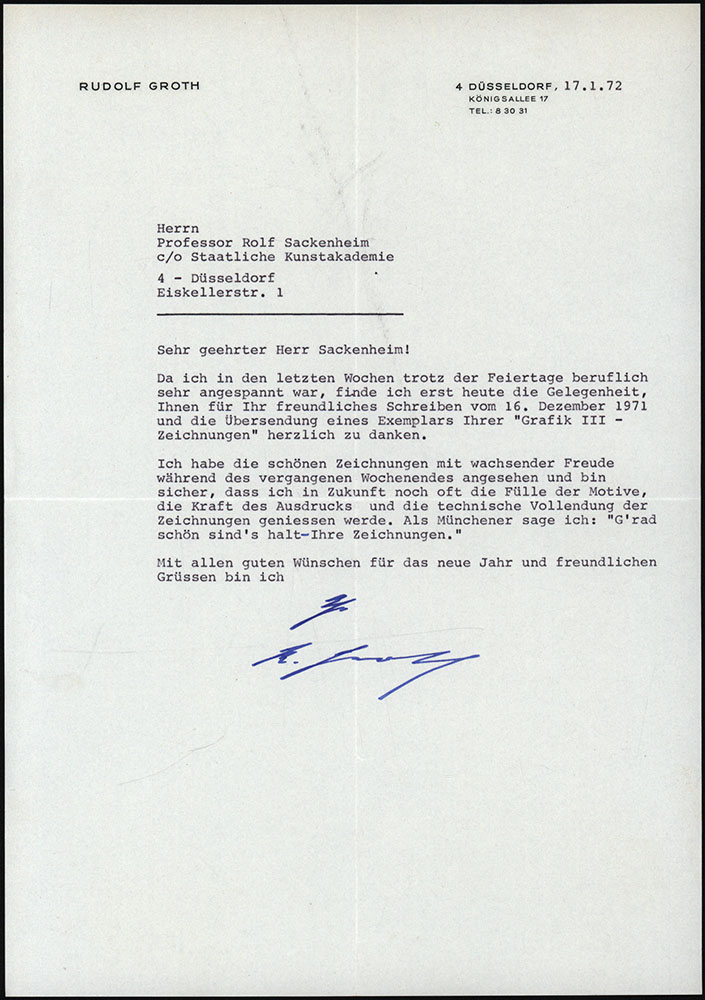 RUDOLF GROTH
4 DÜSSELDORF, 17.1.72
KÖNIGSALLEE 17
TEL.: 8 30 31
Herrn
Professor Rolf Sackenheim
c/o Staatliche Kunstakademie
4 - Düsseldorf
Eiskellerstr. 1
Sehr geehrter Herr Sackenheim!
Da ich in den letzten Wochen trotz der Feiertage beruflich
sehr angespannt war, finde ich erst heute die Gelegenheit,
Ihnen für Ihr freundliches Schreiben vom 16. Dezember 1971
und die Übersendung eines Exemplars Ihrer "Grafik III -
Zeichnungen" herzlich zu danken.
Ich habe die schönen Zeichnungen mit wachsender Freude
während des vergangenen Wochenendes angesehen und bin
sicher, dass ich in Zukunft noch oft die Fülle der Motive,
die Kraft des Ausdrucks und die technische Vollendung der
Zeichnungen geniessen werde. Als Münchener sage ich: "G'rad
schön sind's halt-Ihre Zeichnungen."
Mit allen guten Wünschen für das neue Jahr und freundlichen
Grüssen bin ich
R. Groth